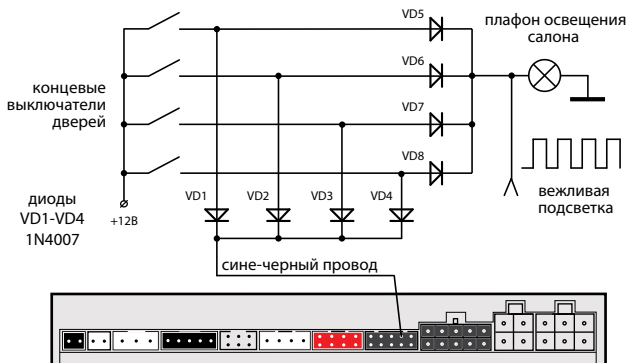 VD5
плафон освещения
салона
VD6
концевые
выключатели
дверей
VD7
VD8
вежливая
подсветка
диоды
VD1-VD4
1N4007
+12В
VD1
VD2
VD3
VD4
сине-черный провод